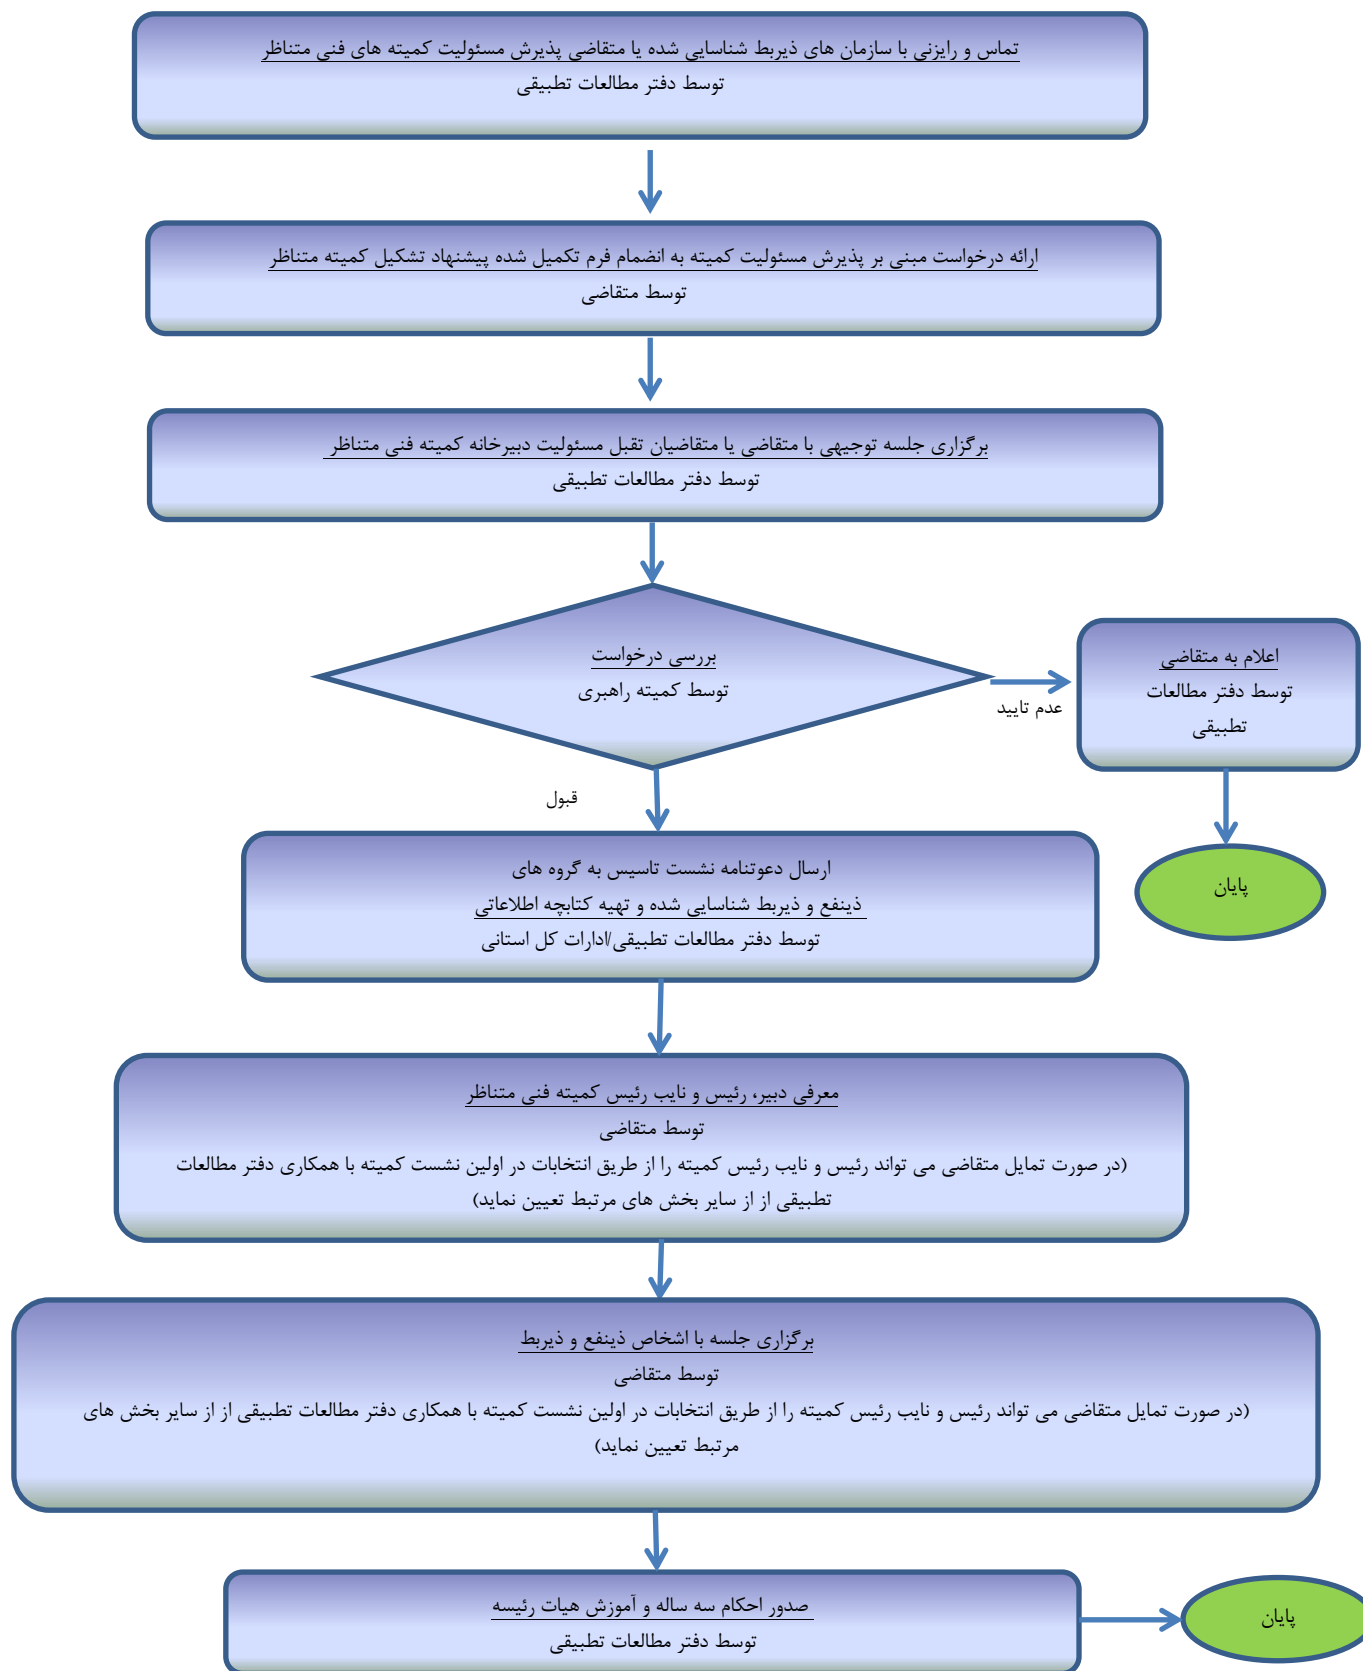 تماس و رایزنی با سازمان های ذیربط شناسایی شده یا متقاضی پذیرش مسئولیت کمیته های فنی متناظر
توسط دفتر مطالعات تطبیقی
ارائه درخواست مبنی بر پذیرش مسئولیت کمیته به انضمام فرم تکمیل شده پیشنهاد تشکیل کمیته متناظر
توسط متقاضی
برگزاری جلسه توجیهی با متقاضی یا متقاضیان تقبل مسئولیت دبیرخانه کمیته فنی متناظر
توسط دفتر مطالعات تطبیقی
بررسی درخواست
توسط کمیته راهبری
عدم تایید
اعلام به متقاضی
توسط دفتر مطالعات
تطبیقی
پایان
قبول
ارسال دعوتنامه نشست تاسیس به گروه های
ذینفع و ذیربط شناسایی شده و تهیه کتابچه اطلاعاتی
توسط دفتر مطالعات تطبیقی/ادارات کل استانی
معرفی دبیر، رئیس و نایب رئیس کمیته فنی متناظر
توسط متقاضی
(در صورت تمایل متقاضی می تواند رئیس و نایب رئیس کمیته را از طریق انتخابات در اولین نشست کمیته با همکاری دفتر مطالعات
تطبیقی از از سایر بخش های مرتبط تعیین نماید)
برگزاری جلسه با اشخاص ذینفع و ذیربط
توسط متقاضی
(در صورت تمایل متقاضی می تواند رئیس و نایب رئیس کمیته را از طریق انتخابات در اولین نشست کمیته با همکاری دفتر مطالعات تطبیقی از از سایر بخش های
مرتبط تعیین نماید)
صدور احکام سه ساله و آموزش هیات رئیسه
توسط دفتر مطالعات تطبیقی
پایان